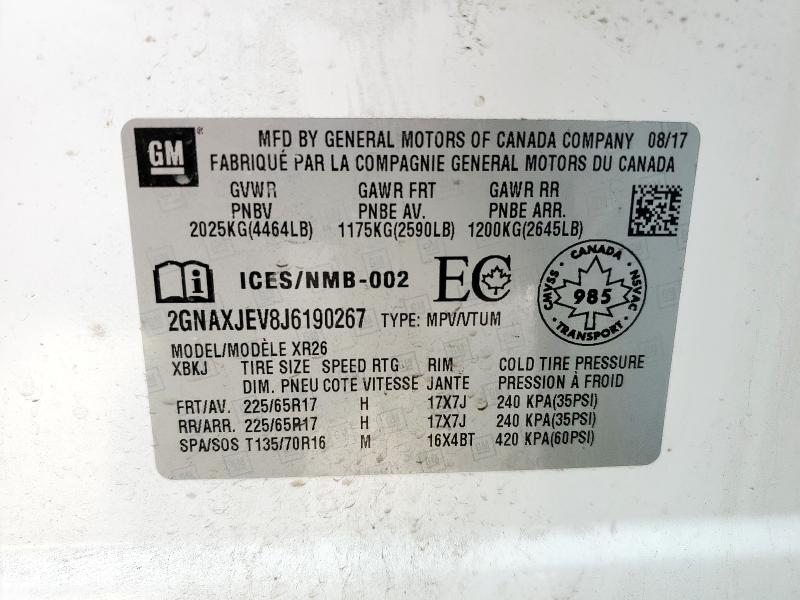 GM
MFD BY GENERAL MOTORS OF CANADA COMPANY 08/17
FABRIQUÉ PAR LA COMPAGNIE GENERAL MOTORS DU CANADA
GVWR GAWR FRT GAWR RR
PNBV PNBE AV. PNBE ARR.
2025KG(4464LB) 1175KG(2590LB) 1200KG(2645LB)
i ICES/NMB-002 EC
CANADA
CMVSS 985 NSVAC
TRANSPORT
2GNAXJEV8J6190267 TYPE: MPV/VTUM
MODEL/MODÈLE XR26
XBKJ TIRE SIZE SPEED RTG RIM COLD TIRE PRESSURE
DIM. PNEU COTE VITESSE JANTE PRESSION À FROID
FRT/AV. 225/65R17 H 17X7J 240 KPA(35PSI)
RR/ARR. 225/65R17 H 17X7J 240 KPA(35PSI)
SPA/SOS T135/70R16 M 16X4BT 420 KPA(60PSI)